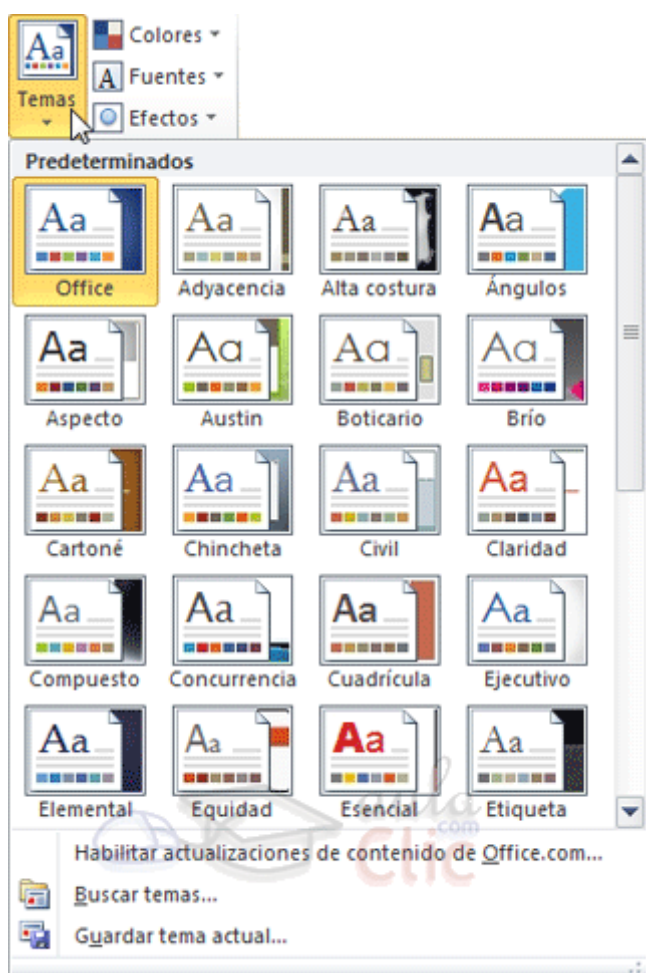 Aa
Temas
Colores
A Fuentes
Efectos
Predeterminados
Aa Aa Aa Aa
Office Adyacencia Alta costura Ángulos
Aa Aa Aa Aa
Aspecto Austin Boticario Brío
Aa Aa Aa Aa
Cartoné Chincheta Civil Claridad
Aa Aa Aa Aa
Compuesto Concurrencia Cuadrícula Ejecutivo
Aa Aa Aa Aa
Elemental Equidad Esencial Etiqueta
aula
Clic
com
Habilitar actualizaciones de contenido de Office.com...
Buscar temas...
Guardar tema actual...